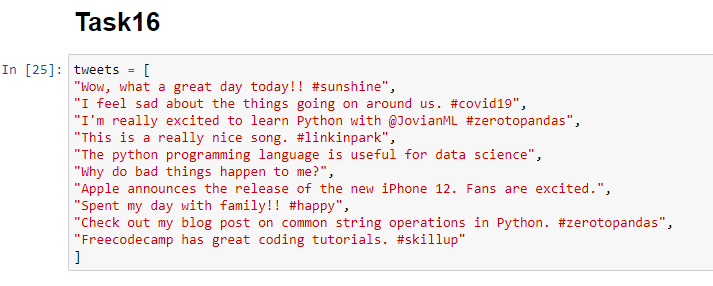 Task16
In [25]: tweets = [
"Wow, what a great day today!! #sunshine",
"I feel sad about the things going on around us. #covid19",
"I'm really excited to learn Python with @JovianML #zerotopandas",
"This is a really nice song. #linkinpark",
"The python programming language is useful for data science",
"Why do bad things happen to me?",
"Apple announces the release of the new iPhone 12. Fans are excited.",
"Spent my day with family!! #happy",
"Check out my blog post on common string operations in Python. #zerotopandas",
"Freecodecamp has great coding tutorials. #skillup"
]